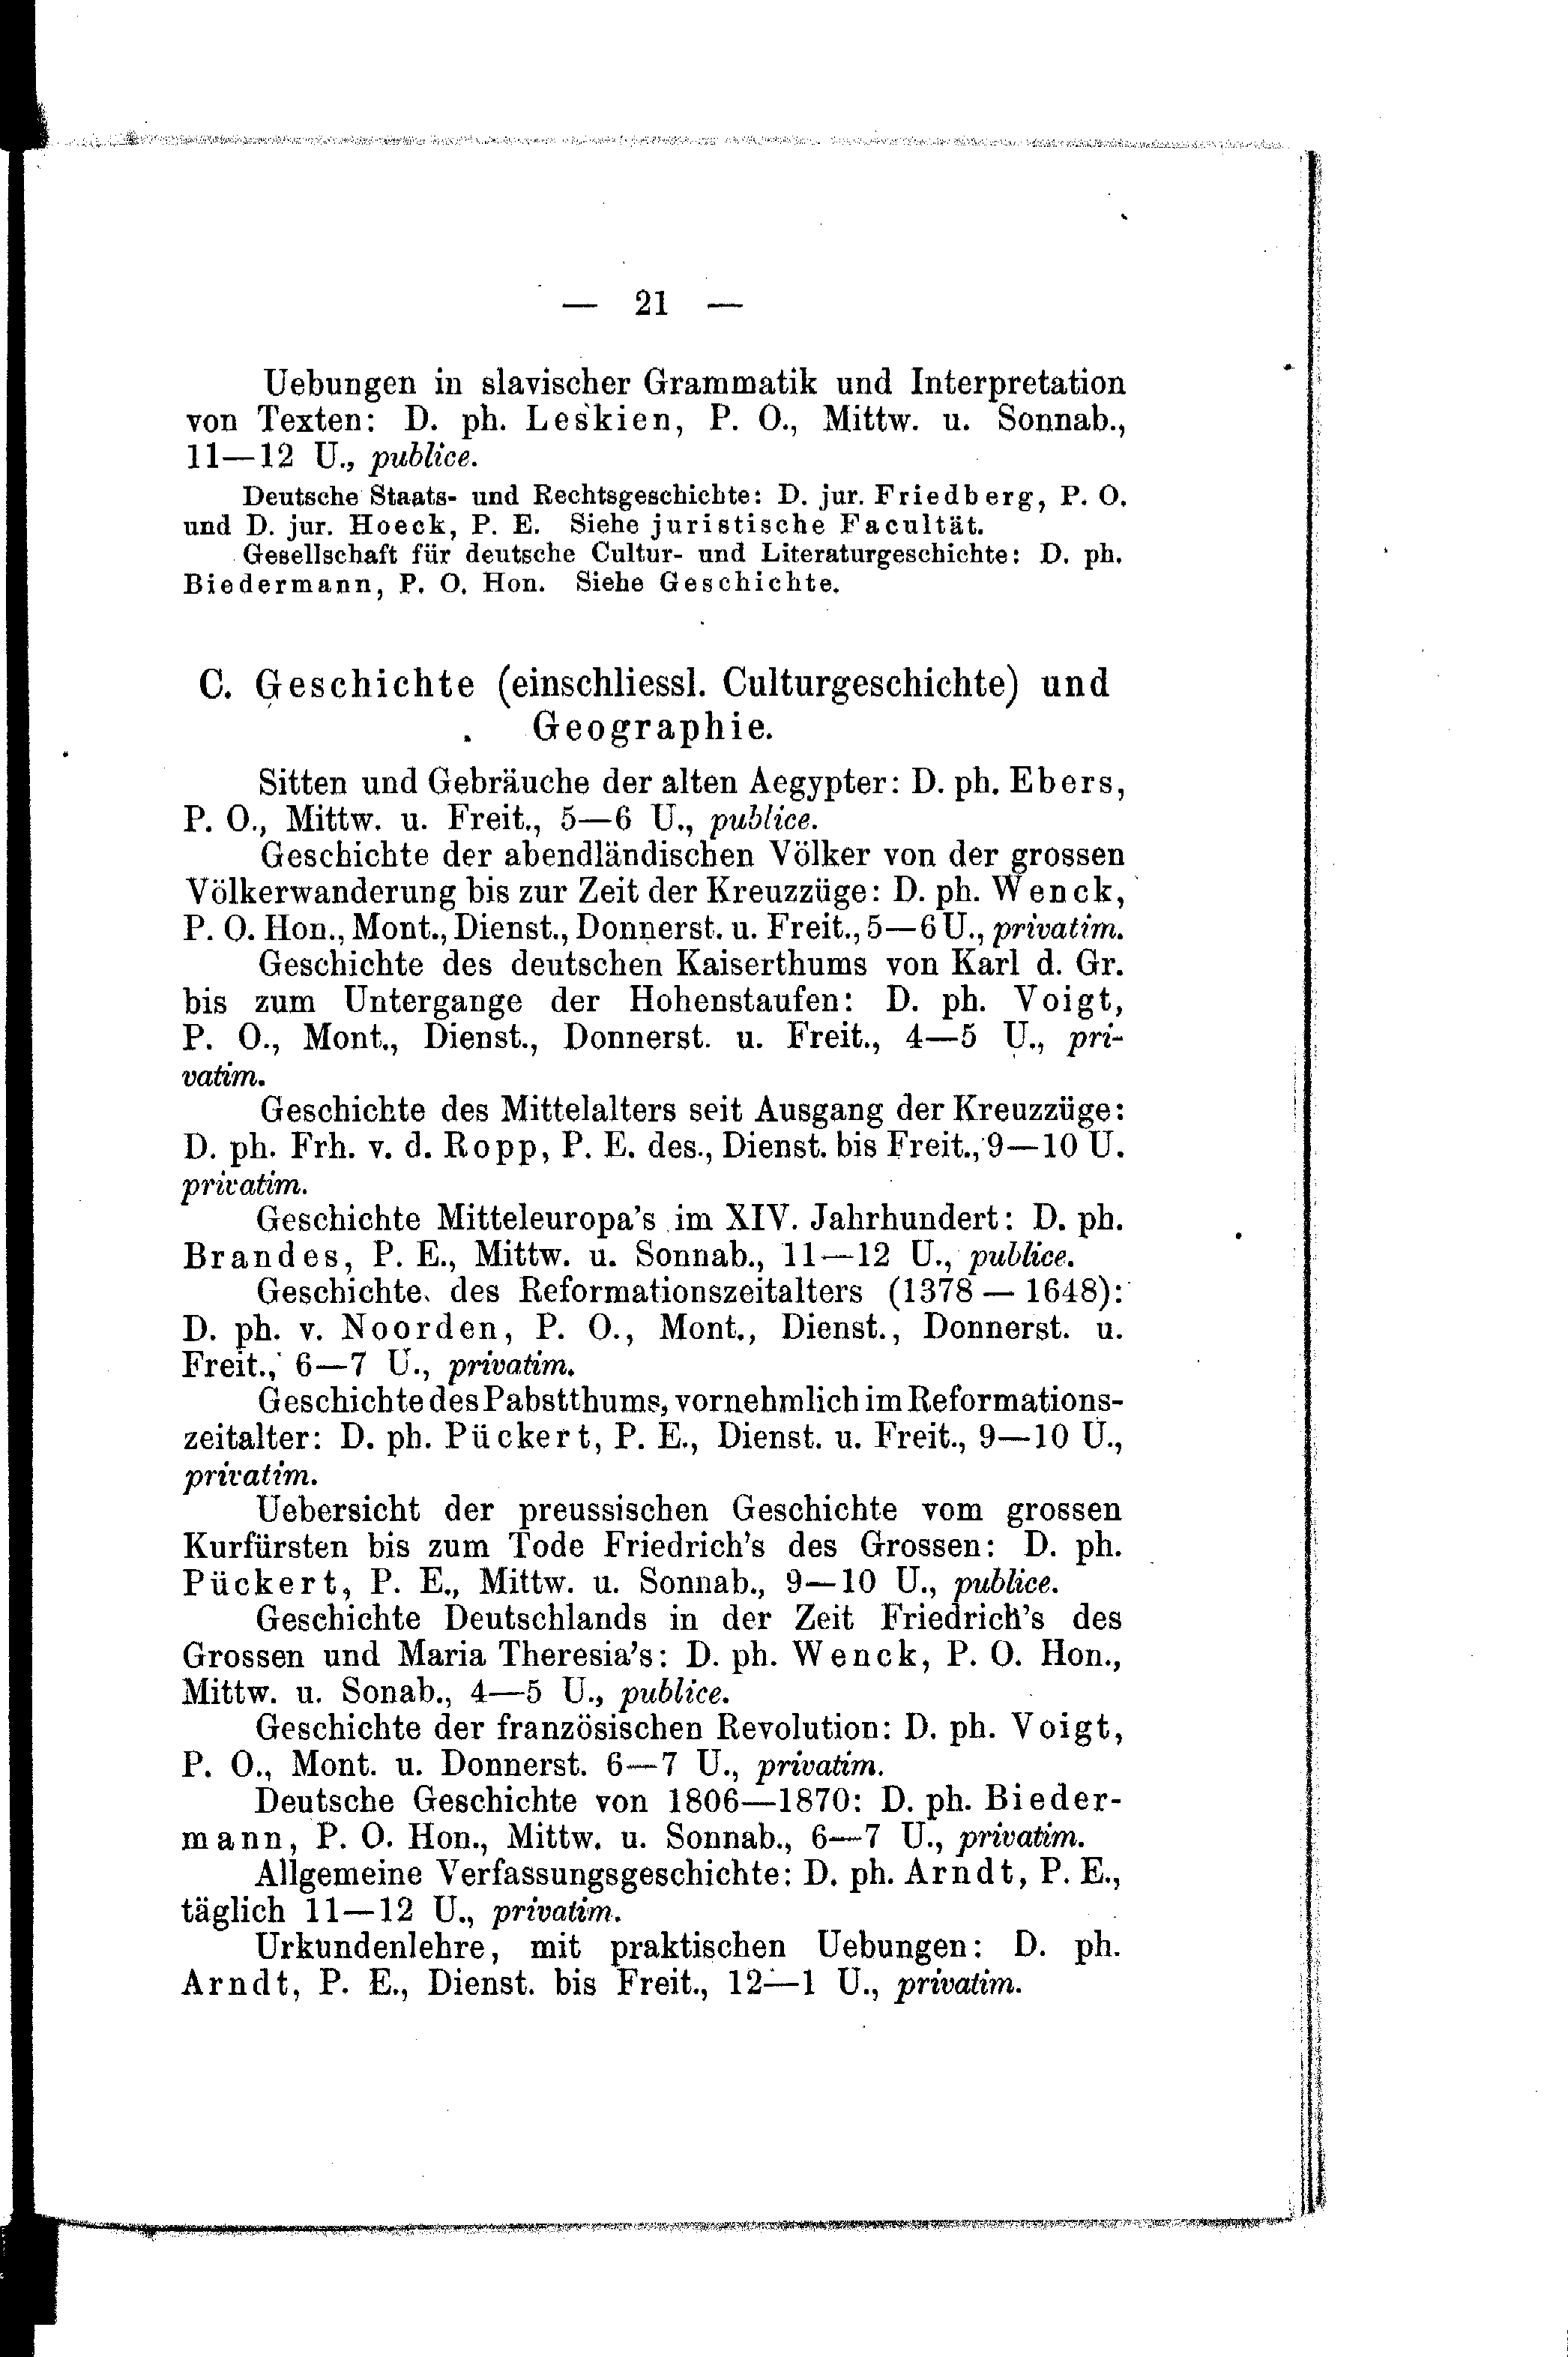 — 21 —
Uebungen in slavischer Grammatik und Interpretation
von Texten: D. ph. Leskien, P. O., Mittw. u. Sonnab.,
11—12 U., publice.
Deutsche Staats- und Rechtsgeschichte: D. jur. Friedberg, P. O.
und D. jur. Hoeck, P. E. Siehe juristische Facultät.
Gesellschaft für deutsche Cultur- und Literaturgeschichte: D. ph.
Biedermann, P. O. Hon. Siehe Geschichte.
C. Geschichte (einschliessl. Culturgeschichte) und
Geographie.
Sitten und Gebräuche der alten Aegypter: D. ph. Ebers,
P. O., Mittw. u. Freit., 5—6 U., publice.
Geschichte der abendländischen Völker von der grossen
Völkerwanderung bis zur Zeit der Kreuzzüge: D. ph. Wenck,
P. O. Hon., Mont., Dienst., Donnerst. u. Freit., 5—6 U., privatim.
Geschichte des deutschen Kaiserthums von Karl d. Gr.
bis zum Untergange der Hohenstaufen: D. ph. Voigt,
P. O., Mont., Dienst., Donnerst. u. Freit., 4—5 U., pri-
vatim.
Geschichte des Mittelalters seit Ausgang der Kreuzzüge:
D. ph. Frh. v. d. Ropp, P. E. des., Dienst. bis Freit., 9—10 U.
privatim.
Geschichte Mitteleuropa's im XIV. Jahrhundert: D. ph.
Brandes, P. E., Mittw. u. Sonnab., 11—12 U., publice.
Geschichte des Reformationszeitalters (1378 — 1648):
D. ph. v. Noorden, P. O., Mont., Dienst., Donnerst. u.
Freit., 6—7 U., privatim.
Geschichte des Pabstthums, vornehmlich im Reformations-
zeitalter: D. ph. Pückert, P. E., Dienst. u. Freit., 9—10 U.,
privatim.
Uebersicht der preussischen Geschichte vom grossen
Kurfürsten bis zum Tode Friedrich's des Grossen: D. ph.
Pückert, P. E., Mittw. u. Sonnab., 9—10 U., publice.
Geschichte Deutschlands in der Zeit Friedrich's des
Grossen und Maria Theresia's: D. ph. Wenck, P. O. Hon.,
Mittw. u. Sonab., 4—5 U., publice.
Geschichte der französischen Revolution: D. ph. Voigt,
P. O., Mont. u. Donnerst. 6—7 U., privatim.
Deutsche Geschichte von 1806—1870: D. ph. Bieder-
mann, P. O. Hon., Mittw. u. Sonnab., 6—7 U., privatim.
Allgemeine Verfassungsgeschichte: D. ph. Arndt, P. E.,
täglich 11—12 U., privatim.
Urkundenlehre, mit praktischen Uebungen: D. ph.
Arndt, P. E., Dienst. bis Freit., 12—1 U., privatim.